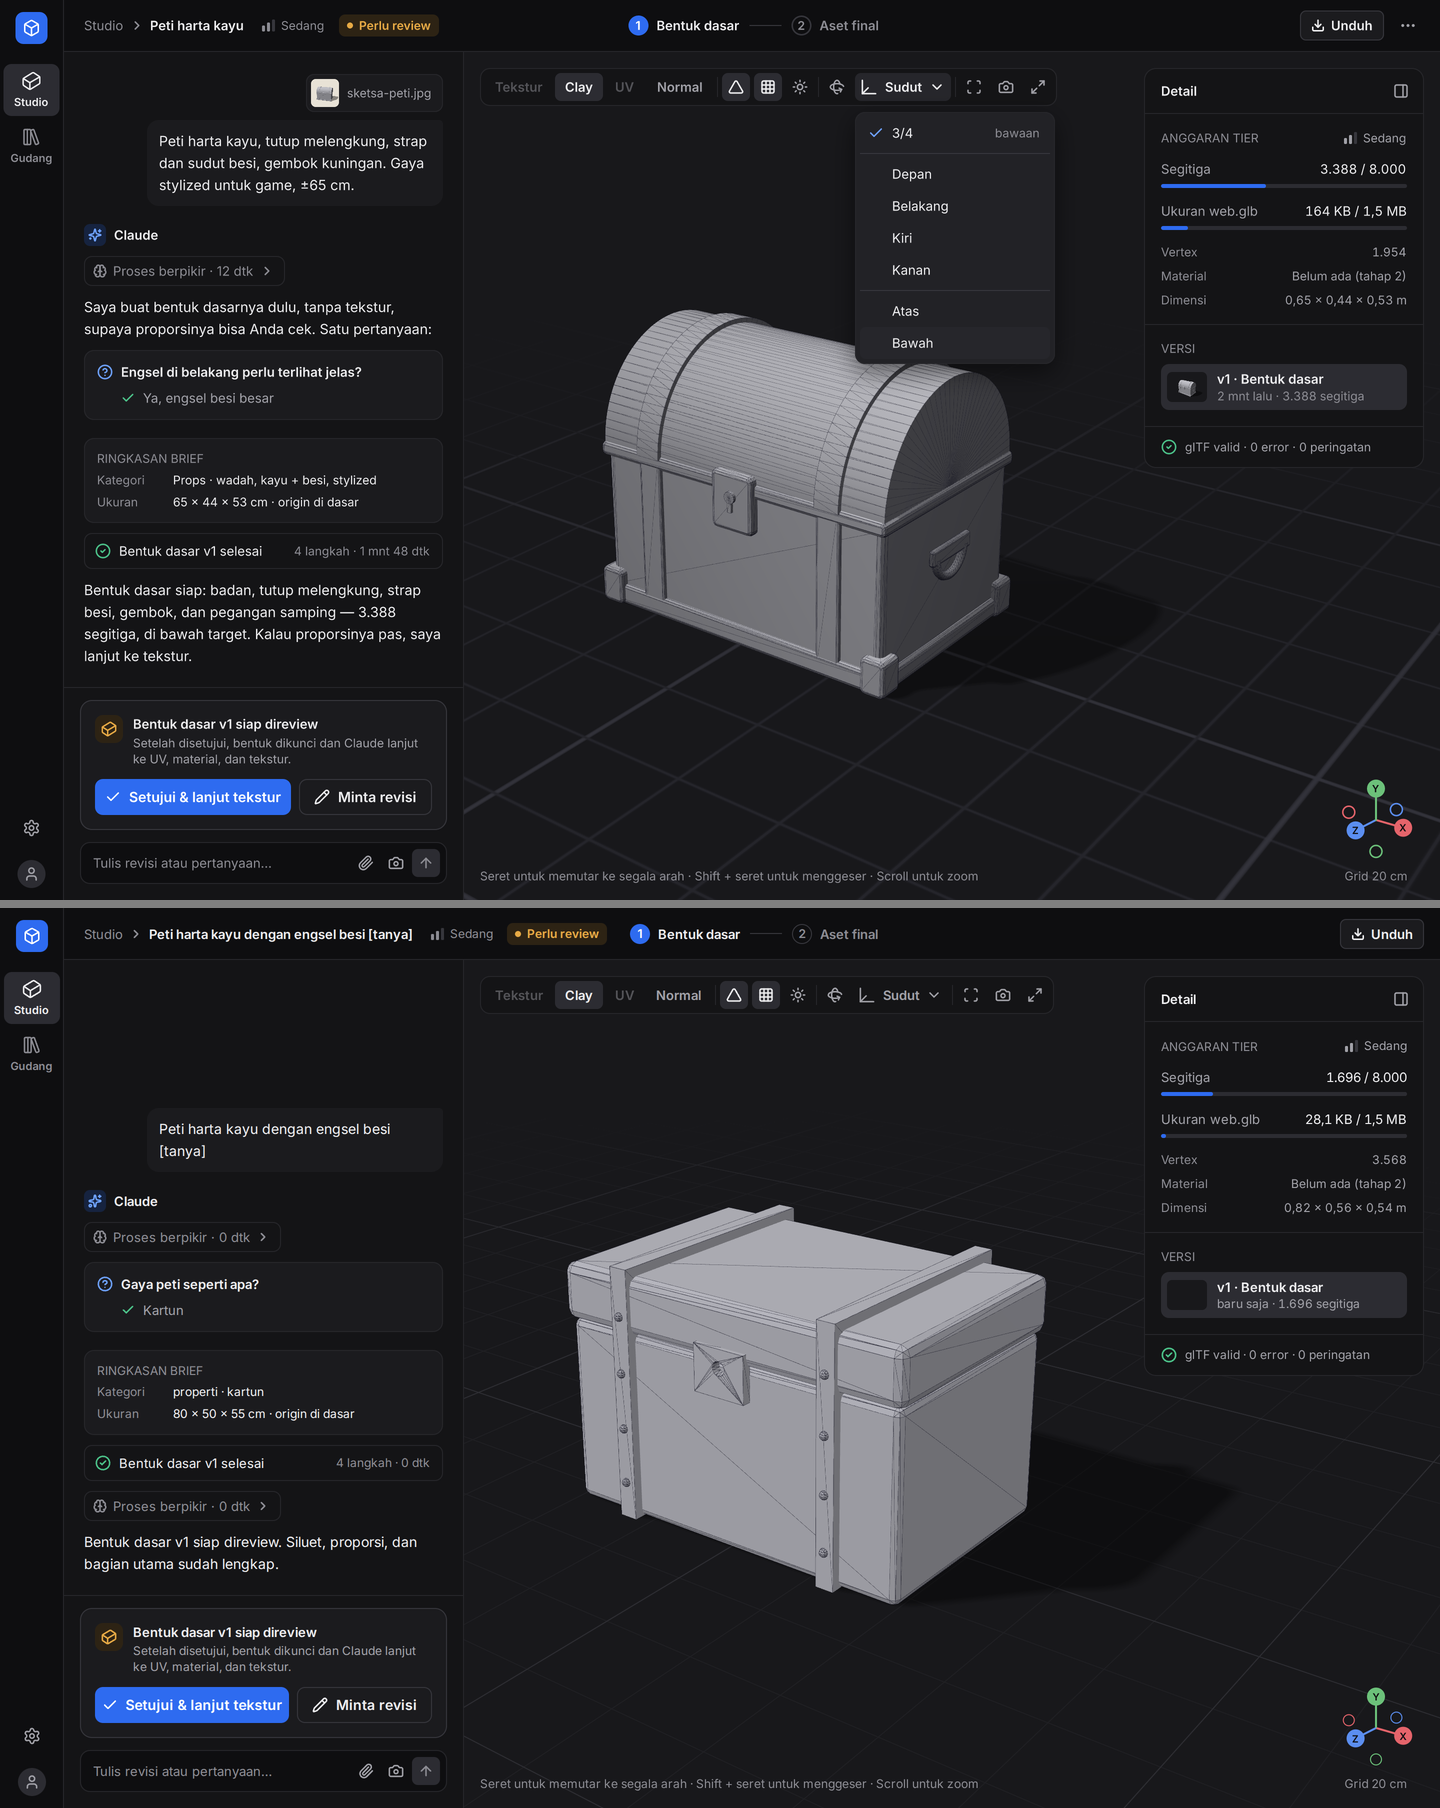 Studio
Peti harta kayu
Sedang
Perlu review
1
Bentuk dasar
2
Aset final
Unduh
Studio
Gudang
sketsa-peti.jpg
Peti harta kayu, tutup melengkung, strap
dan sudut besi, gembok kuningan. Gaya
stylized untuk game, ±65 cm.
Claude
Proses berpikir · 12 dtk
Saya buat bentuk dasarnya dulu, tanpa tekstur,
supaya proporsinya bisa Anda cek. Satu pertanyaan:
Engsel di belakang perlu terlihat jelas?
Ya, engsel besi besar
RINGKASAN BRIEF
Kategori Props · wadah, kayu + besi, stylized
Ukuran 65 × 44 × 53 cm · origin di dasar
Bentuk dasar v1 selesai 4 langkah · 1 mnt 48 dtk
Bentuk dasar siap: badan, tutup melengkung, strap
besi, gembok, dan pegangan samping — 3.388
segitiga, di bawah target. Kalau proporsinya pas, saya
lanjut ke tekstur.
Bentuk dasar v1 siap direview
Setelah disetujui, bentuk dikunci dan Claude lanjut
ke UV, material, dan tekstur.
Setujui & lanjut tekstur
Minta revisi
Tulis revisi atau pertanyaan...
Tekstur Clay UV Normal Sudut
3/4 bawaan
Depan
Belakang
Kiri
Kanan
Atas
Bawah
Detail
ANGGARAN TIER Sedang
Segitiga 3.388 / 8.000
Ukuran web.glb 164 KB / 1,5 MB
Vertex 1.954
Material Belum ada (tahap 2)
Dimensi 0,65 × 0,44 × 0,53 m
VERSI
v1 · Bentuk dasar
2 mnt lalu · 3.388 segitiga
glTF valid · 0 error · 0 peringatan
Y
Z
X
Seret untuk memutar ke segala arah · Shift + seret untuk menggeser · Scroll untuk zoom
Grid 20 cm
Studio
Peti harta kayu dengan engsel besi [tanya]
Sedang
Perlu review
1
Bentuk dasar
2
Aset final
Unduh
Studio
Gudang
Peti harta kayu dengan engsel besi
[tanya]
Claude
Proses berpikir · 0 dtk
Gaya peti seperti apa?
Kartun
RINGKASAN BRIEF
Kategori properti · kartun
Ukuran 80 × 50 × 55 cm · origin di dasar
Bentuk dasar v1 selesai 4 langkah · 0 dtk
Proses berpikir · 0 dtk
Bentuk dasar v1 siap direview. Siluet, proporsi, dan
bagian utama sudah lengkap.
Bentuk dasar v1 siap direview
Setelah disetujui, bentuk dikunci dan Claude lanjut
ke UV, material, dan tekstur.
Setujui & lanjut tekstur
Minta revisi
Tulis revisi atau pertanyaan...
Tekstur Clay UV Normal Sudut
Detail
ANGGARAN TIER Sedang
Segitiga 1.696 / 8.000
Ukuran web.glb 28,1 KB / 1,5 MB
Vertex 3.568
Material Belum ada (tahap 2)
Dimensi 0,82 × 0,56 × 0,54 m
VERSI
v1 · Bentuk dasar
baru saja · 1.696 segitiga
glTF valid · 0 error · 0 peringatan
Y
Z
X
Seret untuk memutar ke segala arah · Shift + seret untuk menggeser · Scroll untuk zoom
Grid 20 cm